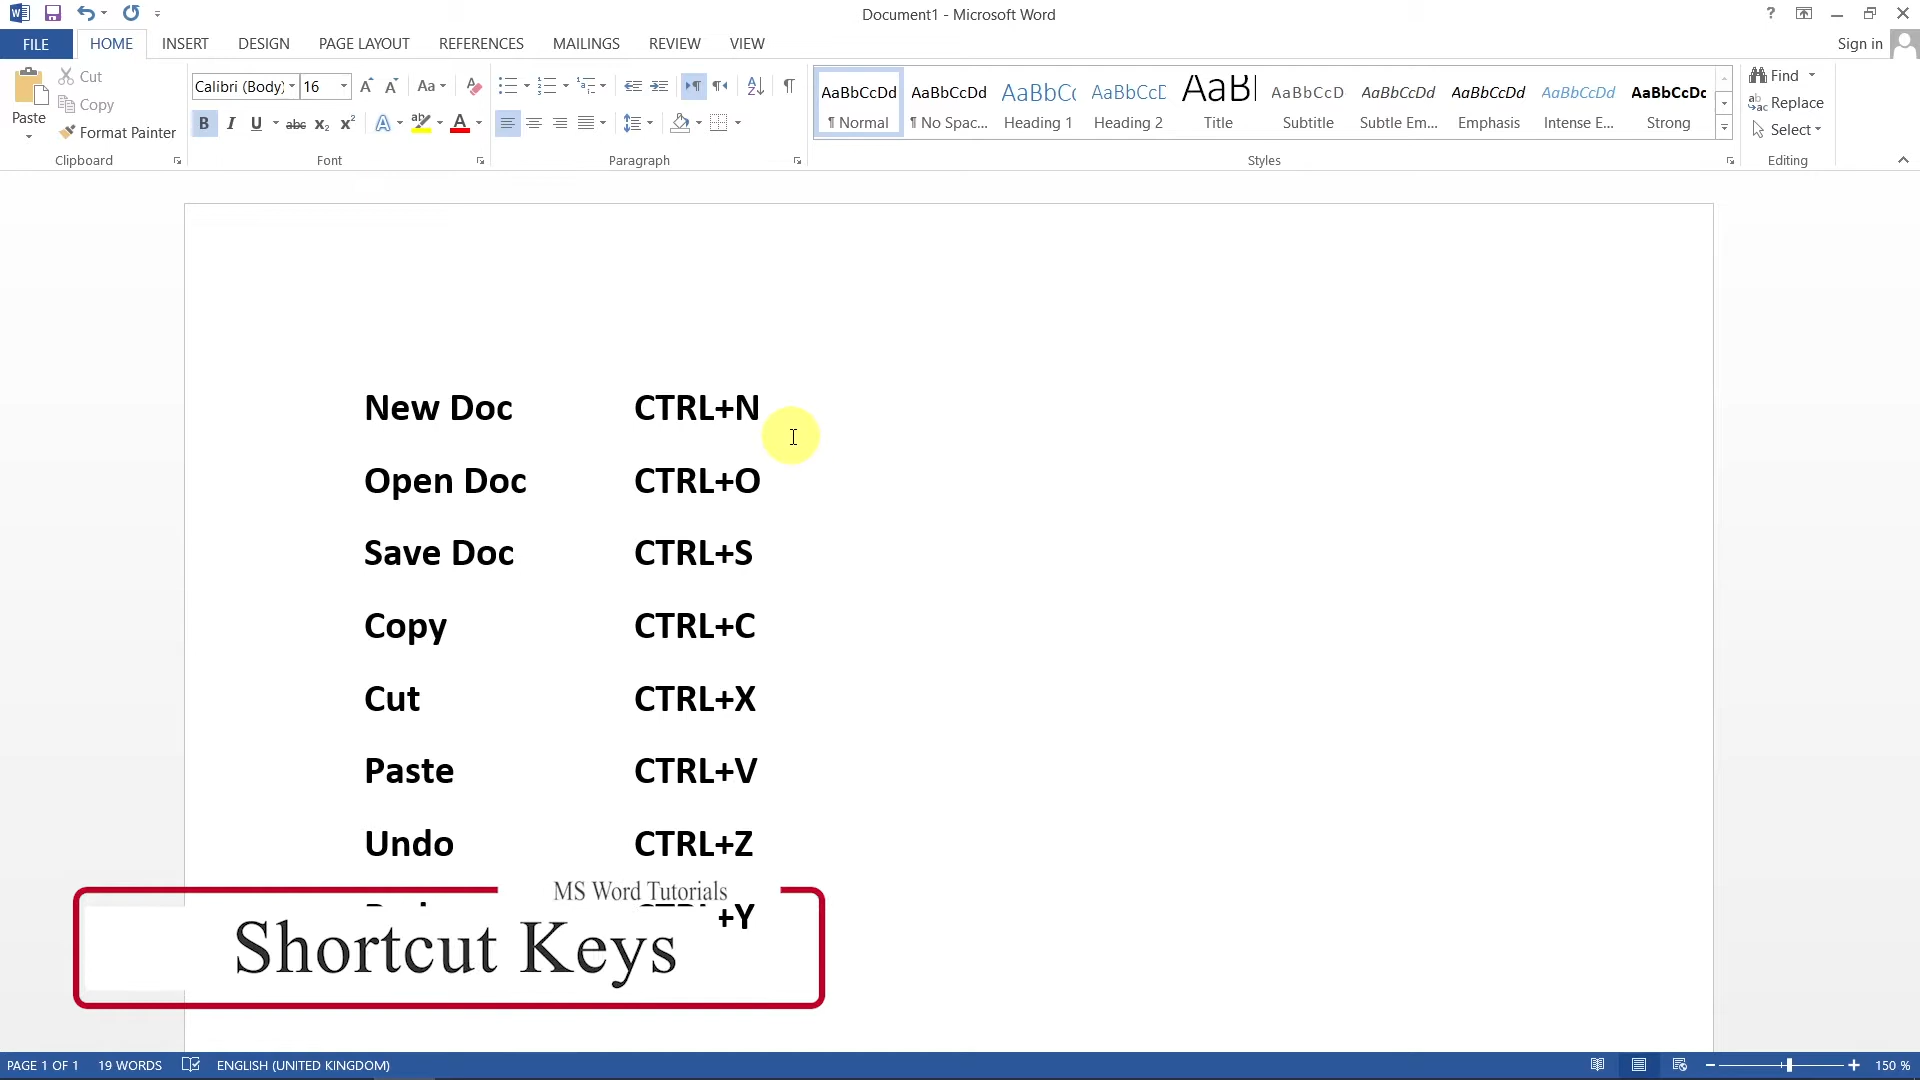 Document1 - Microsoft Word
?
FILE HOME INSERT DESIGN PAGE LAYOUT REFERENCES MAILINGS REVIEW VIEW
Sign in
Paste
Cut
Copy
Format Painter
Clipboard
Calibri (Body) 16
Font
Paragraph
AaBbCcDd AaBbCcDd AaBbCc AaBbCcD AaBl AaBbCcD AaBbCcDd AaBbCcDd AaBbCcDd AaBbCcDc
¶ Normal ¶ No Spac... Heading 1 Heading 2 Title Subtitle Subtle Em... Emphasis Intense E... Strong
Styles
Find
Replace
Select
Editing
New Doc CTRL+N
Open Doc CTRL+O
Save Doc CTRL+S
Copy CTRL+C
Cut CTRL+X
Paste CTRL+V
Undo CTRL+Z
+Y
MS Word Tutorials
Shortcut Keys
PAGE 1 OF 1 19 WORDS ENGLISH (UNITED KINGDOM) 150 %